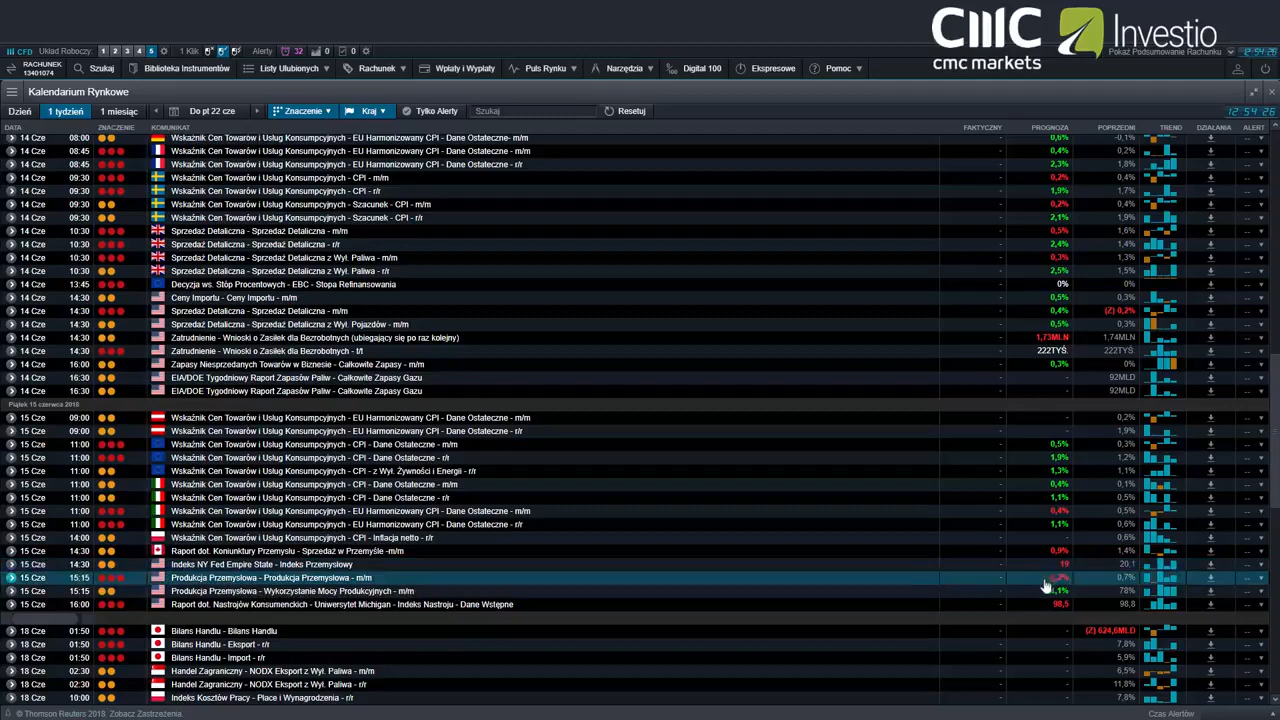 cmc markets
Investio
CFD Układ Roboczy: 1 2 3 4 5 1 Klik Alerty 32 0 0 Pokaż Podsumowanie Rachunku 12:54:26
RACHUNEK 13401074 Szukaj Biblioteka Instrumentów Listy Ulubionych Rachunek Wpłaty i Wypłaty Puls Rynku Narzędzia Digital 100 Ekspresowe Pomoc
Kalendarium Rynkowe
Dzień 1 tydzień 1 miesiąc Do pt 22 cze Znaczenie Kraj Tylko Alerty Szukaj Resetuj 12:54:26
DATA ZNACZENIE KOMUNIKAT FAKTYCZNY PROGNOZA POPRZEDNI TREND DZIAŁANIA ALERT
14 Cze 08:00 Wskaźnik Cen Towarów i Usług Konsumpcyjnych - EU Harmonizowany CPI - Dane Ostateczne- m/m - 0,6% -0,1% --
14 Cze 08:45 Wskaźnik Cen Towarów i Usług Konsumpcyjnych - EU Harmonizowany CPI - Dane Ostateczne - m/m - 0,4% 0,2% --
14 Cze 08:45 Wskaźnik Cen Towarów i Usług Konsumpcyjnych - EU Harmonizowany CPI - Dane Ostateczne - r/r - 2,3% 1,8% --
14 Cze 09:30 Wskaźnik Cen Towarów i Usług Konsumpcyjnych - CPI - m/m - 0,2% 0,4% --
14 Cze 09:30 Wskaźnik Cen Towarów i Usług Konsumpcyjnych - CPI - r/r - 1,9% 1,7% --
14 Cze 09:30 Wskaźnik Cen Towarów i Usług Konsumpcyjnych - Szacunek - CPI - m/m - 0,2% 0,4% --
14 Cze 09:30 Wskaźnik Cen Towarów i Usług Konsumpcyjnych - Szacunek - CPI - r/r - 2,1% 1,9% --
14 Cze 10:30 Sprzedaż Detaliczna - Sprzedaż Detaliczna - m/m - 0,5% 1,6% --
14 Cze 10:30 Sprzedaż Detaliczna - Sprzedaż Detaliczna - r/r - 2,4% 1,4% --
14 Cze 10:30 Sprzedaż Detaliczna - Sprzedaż Detaliczna z Wył. Paliwa - m/m - 0,3% 1,3% --
14 Cze 10:30 Sprzedaż Detaliczna - Sprzedaż Detaliczna z Wył. Paliwa - r/r - 2,5% 1,5% --
14 Cze 13:45 Decyzja ws. Stóp Procentowych - EBC - Stopa Refinansowania - 0% 0% --
14 Cze 14:30 Ceny Importu - Ceny Importu - m/m - 0,5% 0,3% --
14 Cze 14:30 Sprzedaż Detaliczna - Sprzedaż Detaliczna - m/m - 0,4% (Z) 0,2% --
14 Cze 14:30 Sprzedaż Detaliczna - Sprzedaż Detaliczna z Wył. Pojazdów - m/m - 0,5% 0,3% --
14 Cze 14:30 Zatrudnienie - Wnioski o Zasiłek dla Bezrobotnych (ubiegający się po raz kolejny) - 1,73MLN 1,74MLN --
14 Cze 14:30 Zatrudnienie - Wnioski o Zasiłek dla Bezrobotnych - t/t - 222TYŚ. 222TYŚ. --
14 Cze 16:00 Zapasy Niesprzedanych Towarów w Biznesie - Całkowite Zapasy - m/m - 0,3% 0% --
14 Cze 16:30 EIA/DOE Tygodniowy Raport Zapasów Paliw - Całkowite Zapasy Gazu - - 92MLD --
14 Cze 16:30 EIA/DOE Tygodniowy Raport Zapasów Paliw - Całkowite Zapasy Gazu - - 92MLD --
Piątek 15 czerwca 2018
15 Cze 09:00 Wskaźnik Cen Towarów i Usług Konsumpcyjnych - EU Harmonizowany CPI - Dane Ostateczne - m/m - - 0,2% --
15 Cze 09:00 Wskaźnik Cen Towarów i Usług Konsumpcyjnych - EU Harmonizowany CPI - Dane Ostateczne - r/r - - 1,9% --
15 Cze 11:00 Wskaźnik Cen Towarów i Usług Konsumpcyjnych - CPI - Dane Ostateczne - m/m - 0,5% 0,3% --
15 Cze 11:00 Wskaźnik Cen Towarów i Usług Konsumpcyjnych - CPI - Dane Ostateczne - r/r - 1,9% 1,2% --
15 Cze 11:00 Wskaźnik Cen Towarów i Usług Konsumpcyjnych - CPI - z Wył. Żywności i Energii - r/r - 1,3% 1,1% --
15 Cze 11:00 Wskaźnik Cen Towarów i Usług Konsumpcyjnych - CPI - Dane Ostateczne - m/m - 0,4% 0,1% --
15 Cze 11:00 Wskaźnik Cen Towarów i Usług Konsumpcyjnych - CPI - Dane Ostateczne - r/r - 1,1% 0,5% --
15 Cze 11:00 Wskaźnik Cen Towarów i Usług Konsumpcyjnych - EU Harmonizowany CPI - Dane Ostateczne - m/m - 0,4% 0,5% --
15 Cze 11:00 Wskaźnik Cen Towarów i Usług Konsumpcyjnych - EU Harmonizowany CPI - Dane Ostateczne - r/r - 1,1% 0,6% --
15 Cze 14:00 Wskaźnik Cen Towarów i Usług Konsumpcyjnych - CPI - Inflacja netto - r/r - - 0,6% --
15 Cze 14:30 Raport dot. Koniunktury Przemysłu - Sprzedaż w Przemyśle -m/m - 0,9% 1,4% --
15 Cze 14:30 Indeks NY Fed Empire State - Indeks Przemysłowy - 19 20,1 --
15 Cze 15:15 Produkcja Przemysłowa - Produkcja Przemysłowa - m/m - 0,7% --
15 Cze 15:15 Produkcja Przemysłowa - Wykorzystanie Mocy Produkcyjnych - m/m - 78% --
15 Cze 16:00 Raport dot. Nastrojów Konsumenckich - Uniwersytet Michigan - Indeks Nastroju - Dane Wstępne - 98,5 98,8 --
18 Cze 01:50 Bilans Handlu - Bilans Handlu - - (Z) 624,6MLD --
18 Cze 01:50 Bilans Handlu - Eksport - r/r - - 7,8% --
18 Cze 01:50 Bilans Handlu - Import - r/r - - 5,9% --
18 Cze 02:30 Handel Zagraniczny - NODX Eksport z Wył. Paliwa - m/m - - 6,5% --
18 Cze 02:30 Handel Zagraniczny - NODX Eksport z Wył. Paliwa - r/r - - 11,8% --
18 Cze 10:00 Indeks Kosztów Pracy - Płace i Wynagrodzenia - r/r - - 7,8% --
© Thomson Reuters 2018. Zobacz Zastrzeżenia. Czas Alertów